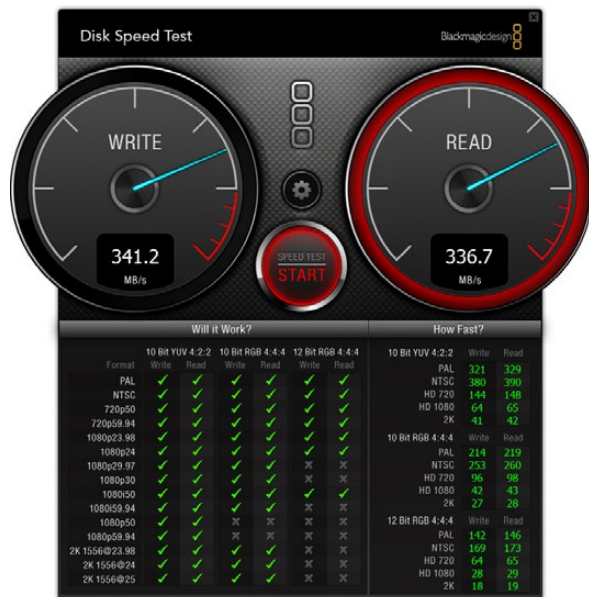 Disk Speed Test
Blackmagicdesign
WRITE
341.2
MB/s
READ
336.7
MB/s
SPEED TEST
START
Will it Work?
10 Bit YUV 4:2:2 10 Bit RGB 4:4:4 12 Bit RGB 4:4:4
Format Write Read Write Read Write Read
PAL ✓ ✓ ✓ ✓ ✓ ✓
NTSC ✓ ✓ ✓ ✓ ✓ ✓
720p50 ✓ ✓ ✓ ✓ ✓ ✓
720p59.94 ✓ ✓ ✓ ✓ ✓ ✓
1080p23.98 ✓ ✓ ✓ ✓ ✓ ✓
1080p24 ✓ ✓ ✓ ✓ ✓ ✓
1080p29.97 ✓ ✓ ✓ ✓ x x
1080p30 ✓ ✓ ✓ ✓ x x
1080i50 ✓ ✓ ✓ ✓ ✓ ✓
1080i59.94 ✓ ✓ ✓ ✓ x x
1080p50 ✓ ✓ x x x x
1080p59.94 ✓ ✓ x x x x
2K 1556@23.98 ✓ ✓ ✓ ✓ x x
2K 1556@24 ✓ ✓ ✓ ✓ x x
2K 1556@25 ✓ ✓ ✓ ✓ x x
How Fast?
10 Bit YUV 4:2:2 Write Read
PAL 321 329
NTSC 380 390
HD 720 144 148
HD 1080 64 65
2K 41 42
10 Bit RGB 4:4:4 Write Read
PAL 214 219
NTSC 253 260
HD 720 96 98
HD 1080 42 43
2K 27 28
12 Bit RGB 4:4:4 Write Read
PAL 142 146
NTSC 169 173
HD 720 64 65
HD 1080 28 29
2K 18 19